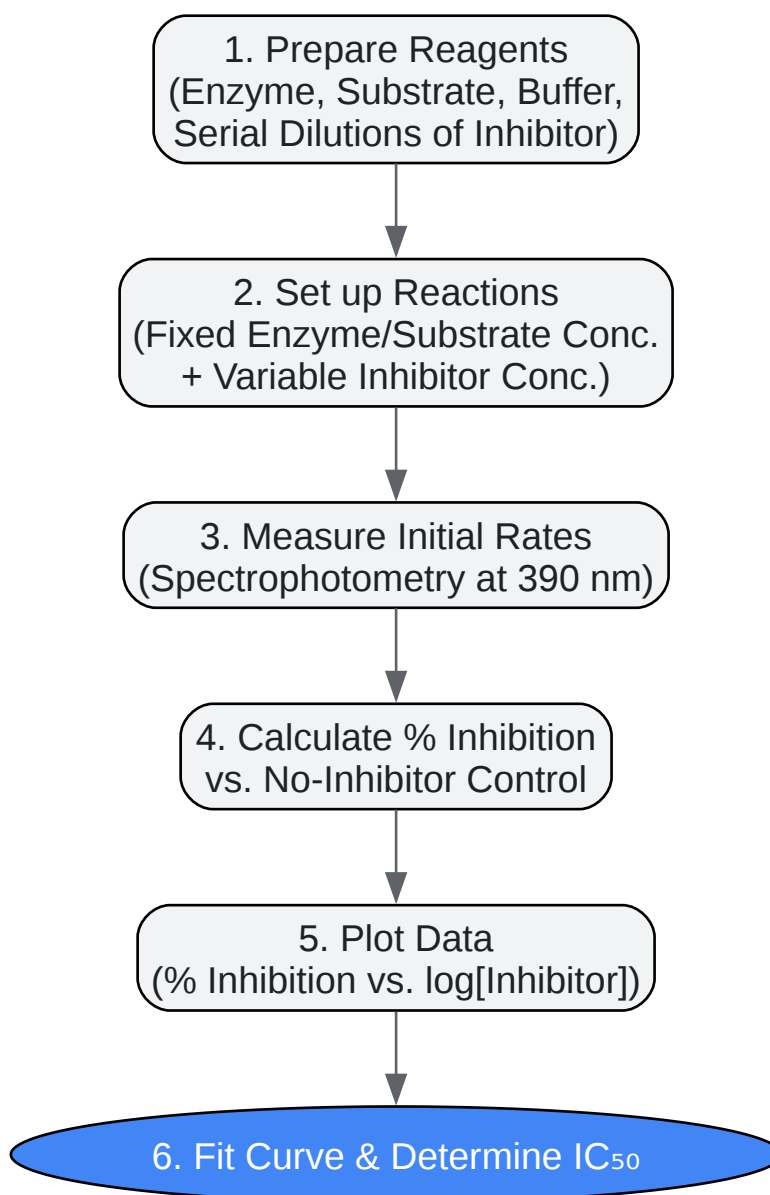 1. Prepare Reagents
(Enzyme, Substrate, Buffer,
Serial Dilutions of Inhibitor)
2. Set up Reactions
(Fixed Enzyme/Substrate Conc.
+ Variable Inhibitor Conc.)
3. Measure Initial Rates
(Spectrophotometry at 390 nm)
4. Calculate % Inhibition
vs. No-Inhibitor Control
5. Plot Data
(% Inhibition vs. log[Inhibitor])
6. Fit Curve & Determine IC₅₀